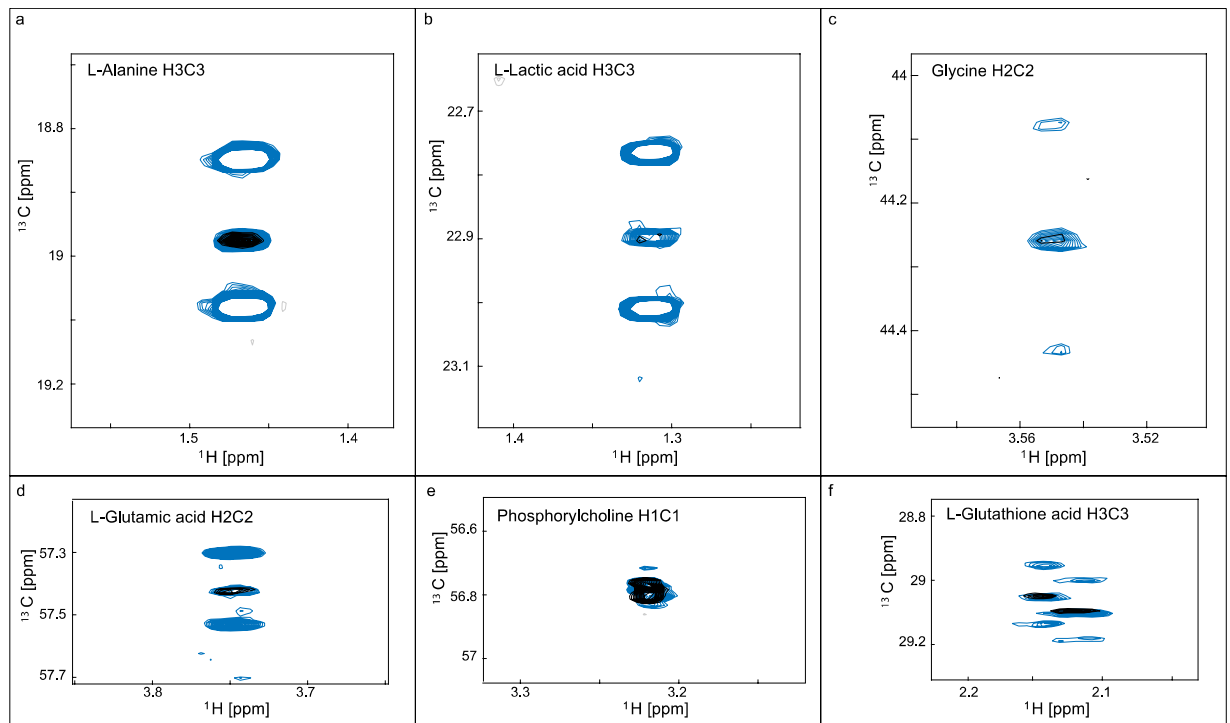 a
L-Alanine H3C3
18.8
19
19.2
¹³ C [ppm]
1.5
1.4
¹H [ppm]
b
L-Lactic acid H3C3
22.7
22.9
23.1
¹³ C [ppm]
1.4
1.3
¹H [ppm]
c
Glycine H2C2
44
44.2
44.4
¹³ C [ppm]
3.56
3.52
¹H [ppm]
d
L-Glutamic acid H2C2
57.3
57.5
57.7
¹³ C [ppm]
3.8
3.7
¹H [ppm]
e
Phosphorylcholine H1C1
56.6
56.8
57
¹³ C [ppm]
3.3
3.2
¹H [ppm]
f
L-Glutathione acid H3C3
28.8
29
29.2
¹³ C [ppm]
2.2
2.1
¹H [ppm]